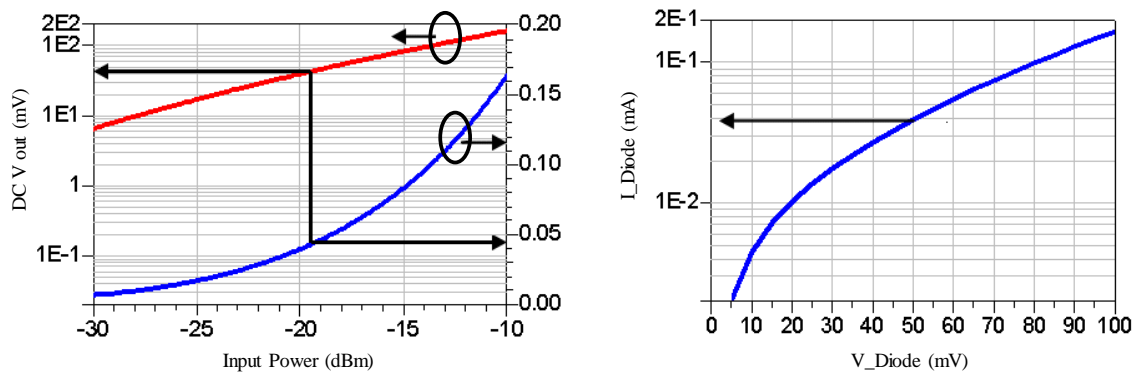 2E2
1E2
1E1
1
1E-1
DC V out (mV)
0.20
0.15
0.10
0.05
0.00
-30 -25 -20 -15 -10
Input Power (dBm)
2E-1
1E-1
1E-2
I_Diode (mA)
0 10 20 30 40 50 60 70 80 90 100
V_Diode (mV)